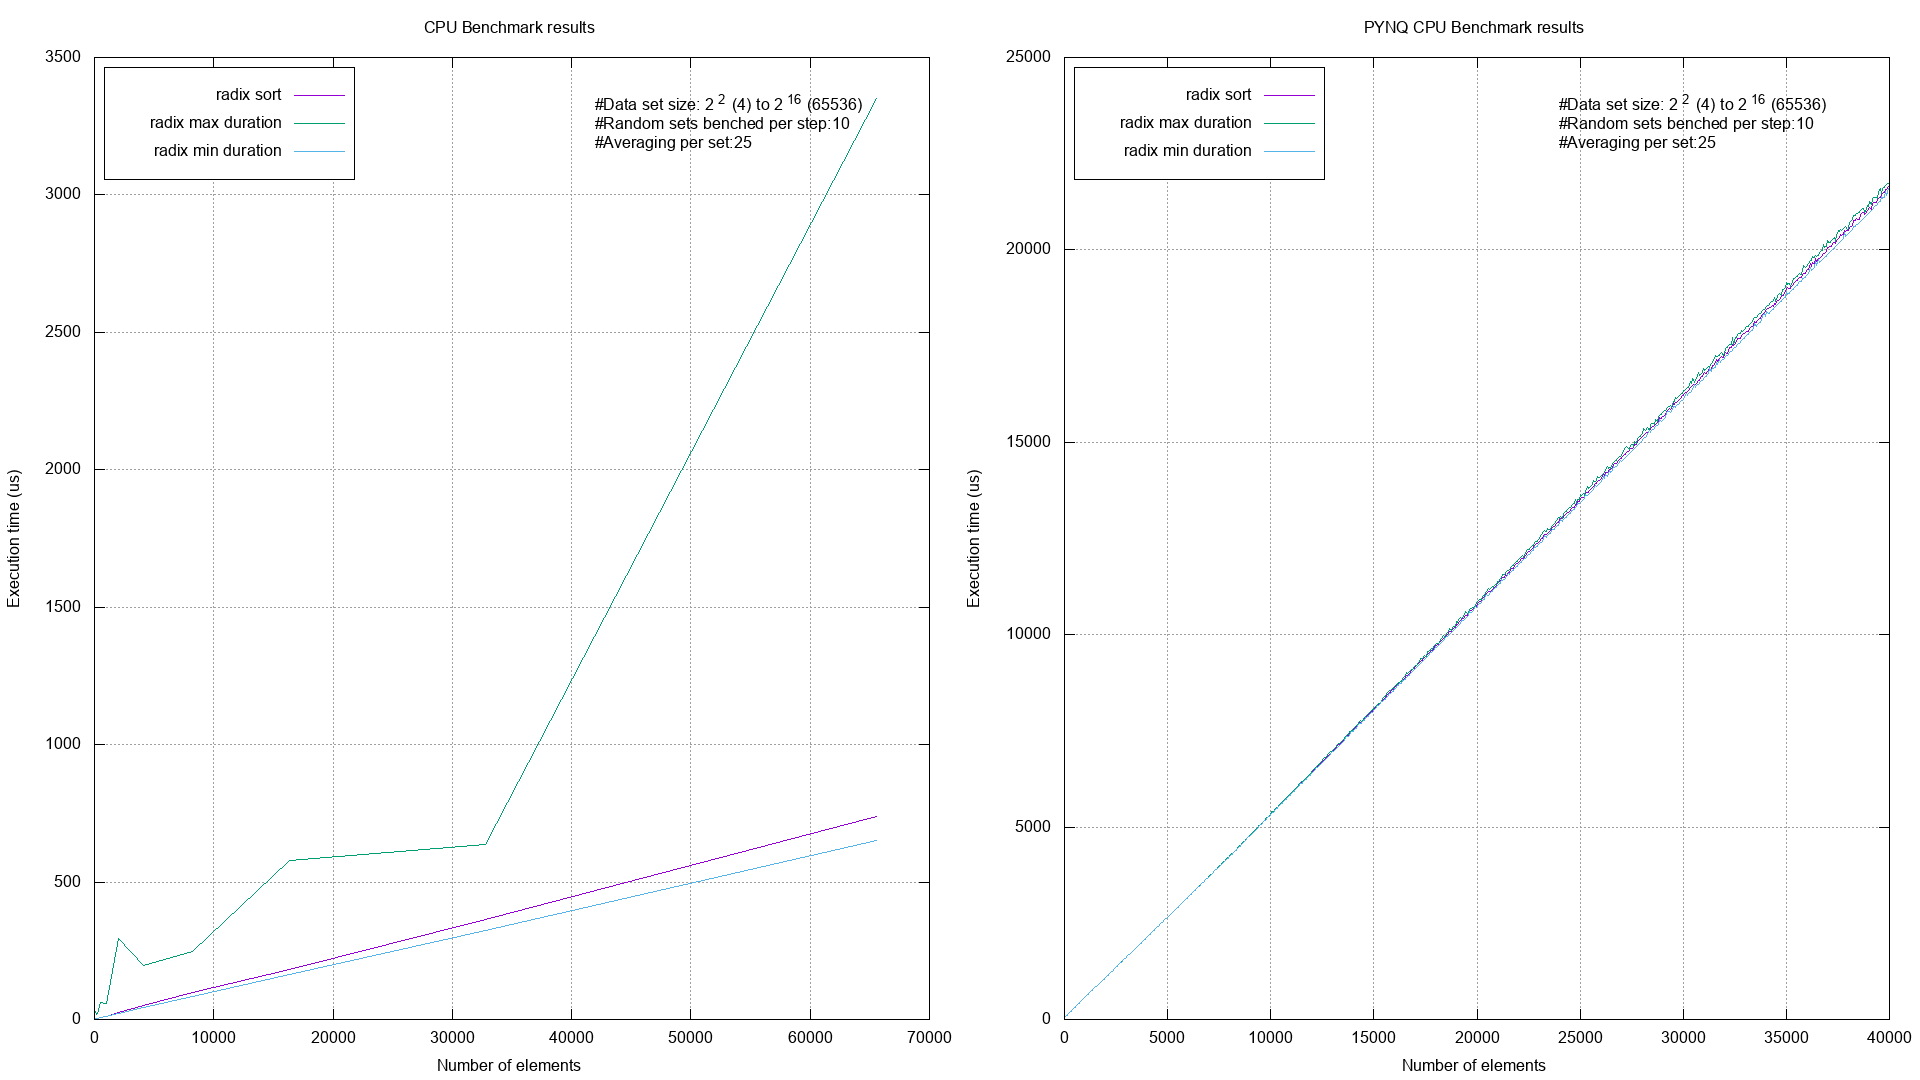 CPU Benchmark results
3500
3000
2500
2000
1500
1000
500
0
Execution time (us)
radix sort
radix max duration
radix min duration
#Data set size: 2 2 (4) to 2 16 (65536)
#Random sets benched per step:10
#Averaging per set:25
0 10000 20000 30000 40000 50000 60000 70000
Number of elements
PYNQ CPU Benchmark results
25000
20000
15000
10000
5000
0
Execution time (us)
radix sort
radix max duration
radix min duration
#Data set size: 2 2 (4) to 2 16 (65536)
#Random sets benched per step:10
#Averaging per set:25
0 5000 10000 15000 20000 25000 30000 35000 40000
Number of elements